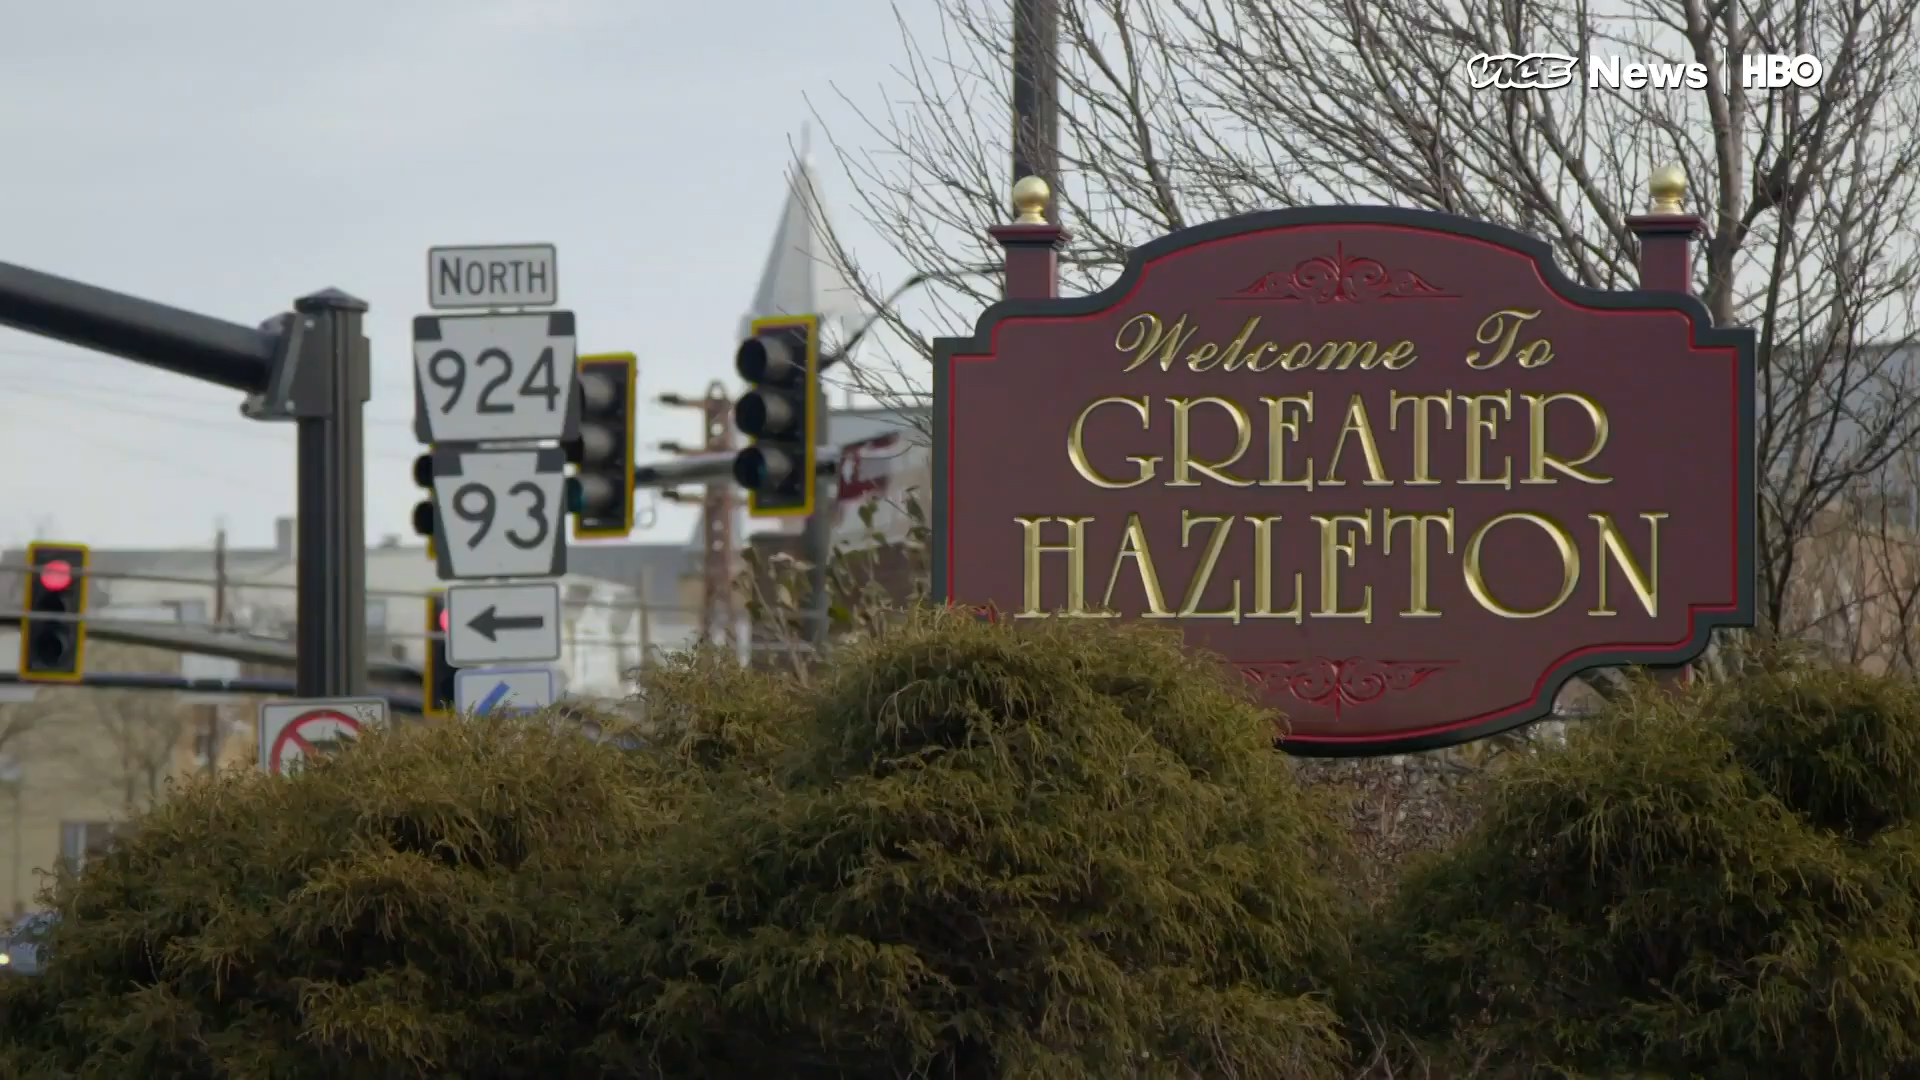 VICE News | HBO
NORTH
924
93
Welcome To
GREATER
HAZLETON